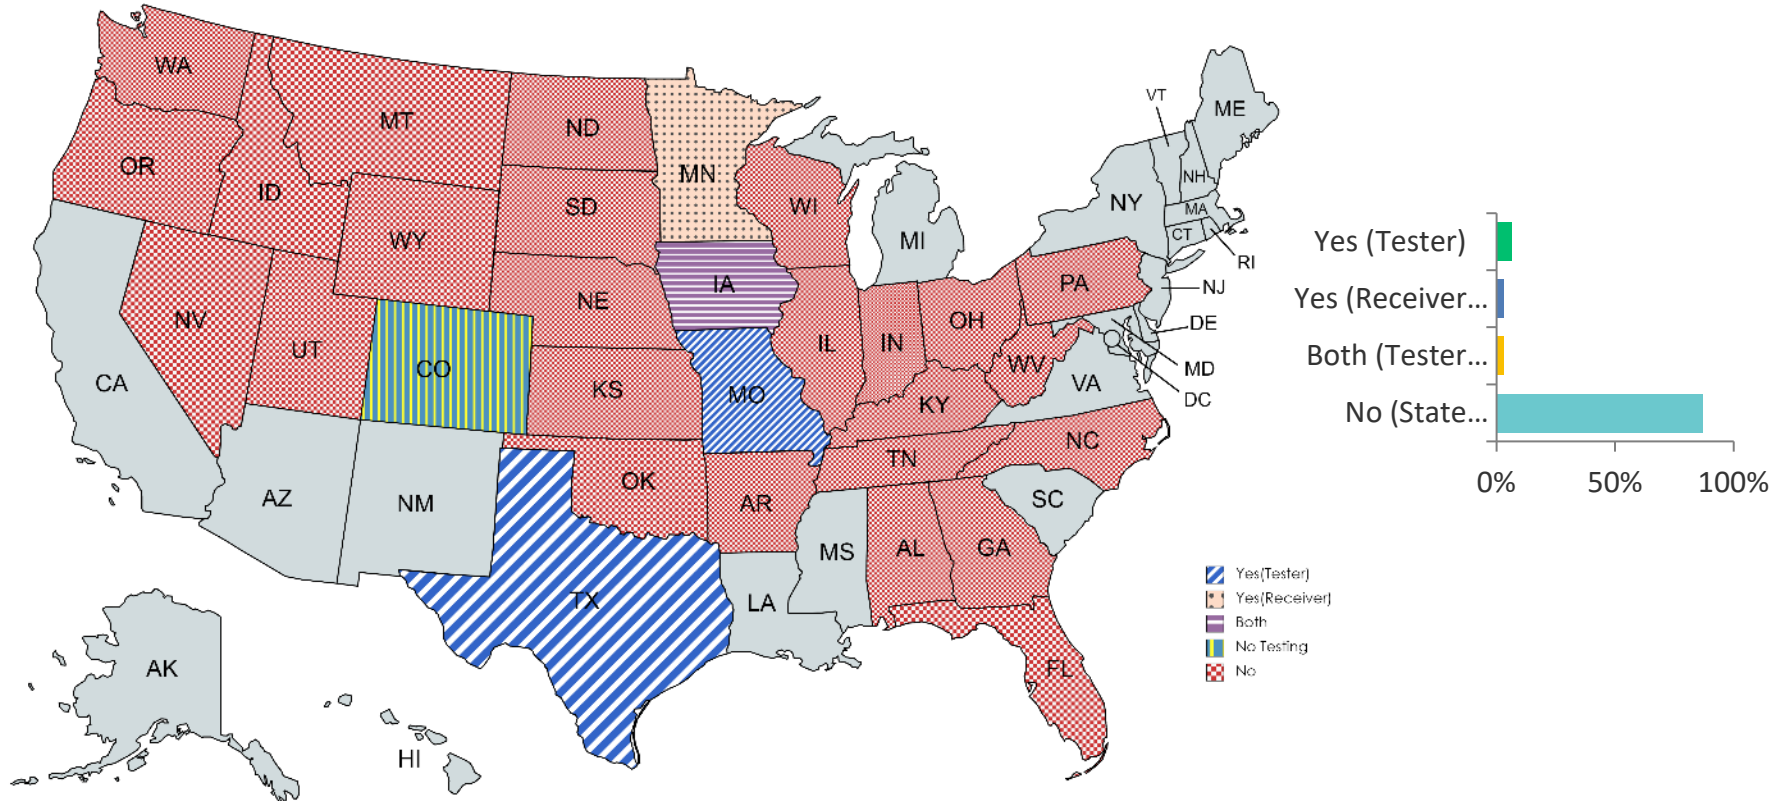 WA
OR
ID
MT
ND
MN
SD
WY
WI
MI
NE
IA
NV
UT
CO
KS
MO
IL
IN
OH
PA
WV
KY
VA
CA
AZ
NM
OK
AR
TN
NC
SC
MS
AL
GA
TX
LA
FL
AK
HI
VT
ME
NH
NY
MA
CT
RI
NJ
DE
MD
DC
Yes (Tester)
Yes (Receiver...
Both (Tester...
No (State...
0% 50% 100%
Yes(Tester)
Yes(Receiver)
Both
No Testing
No